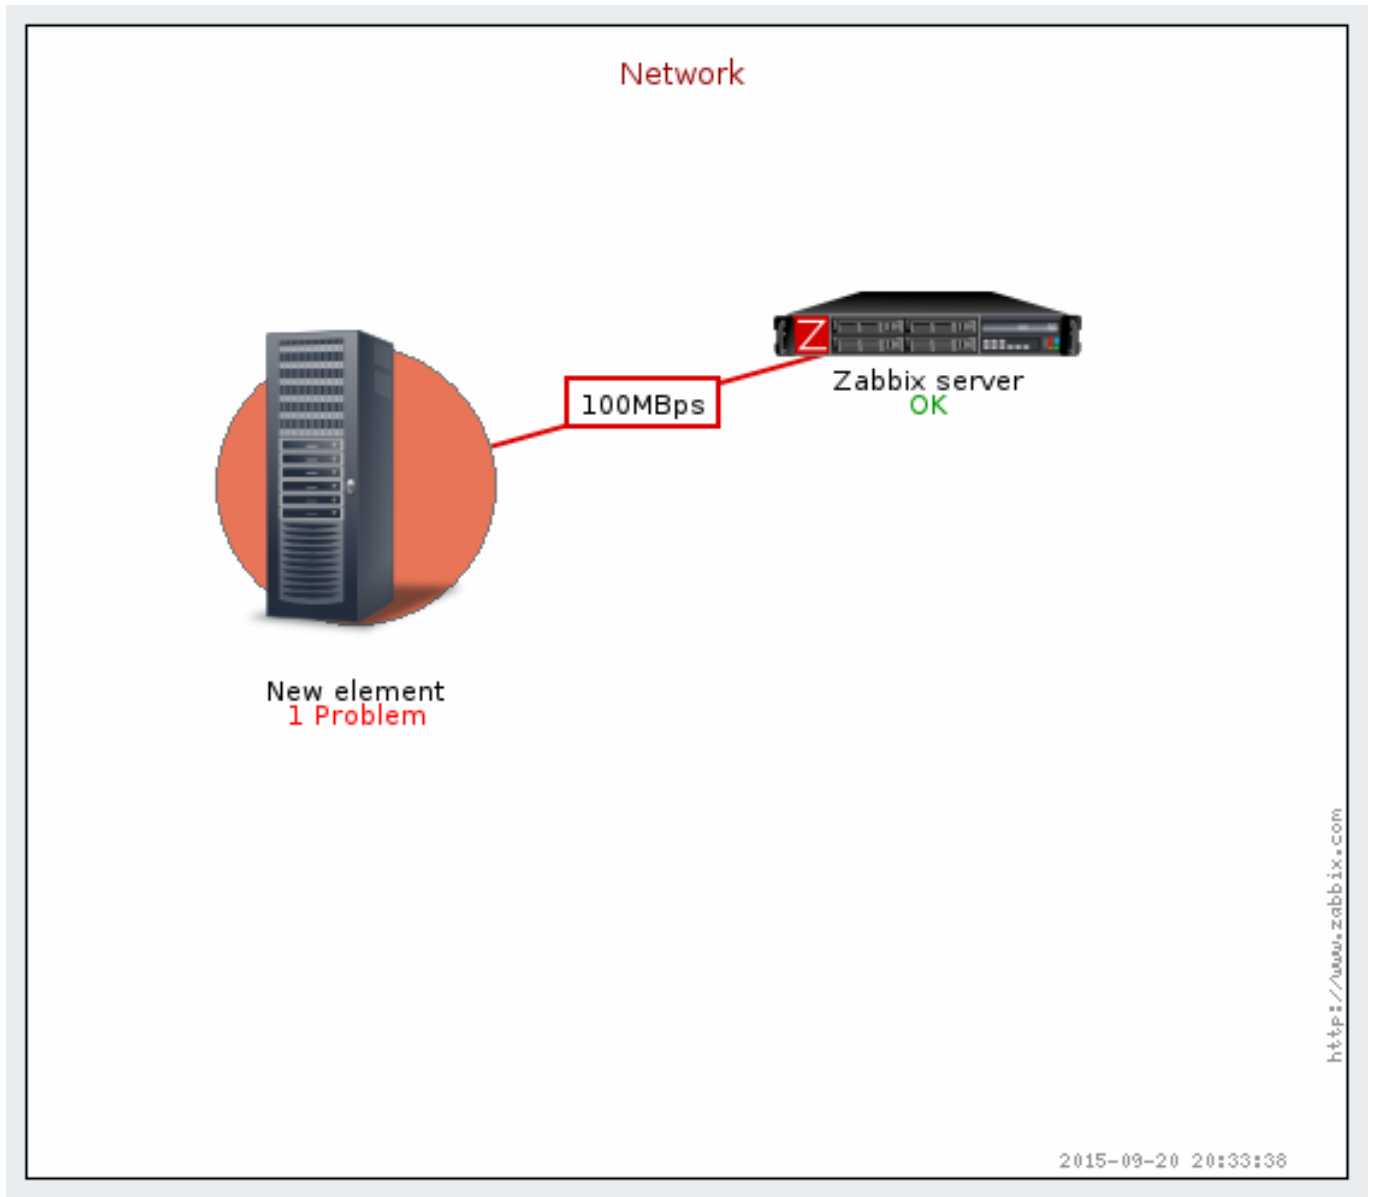 Network
Z
Zabbix server
OK
100MBps
New element
1 Problem
http://www.zabbix.com
2015-09-20 20:33:38